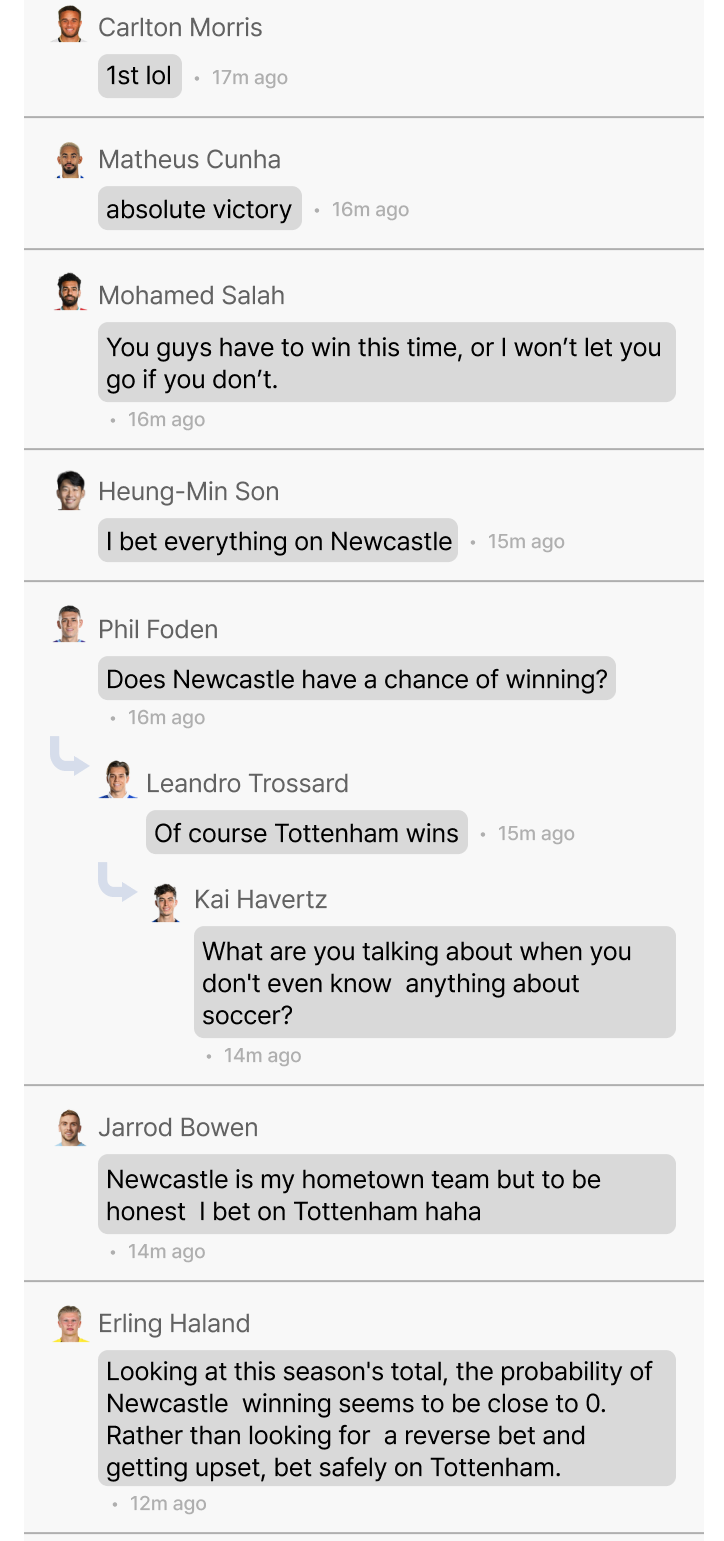 Carlton Morris
1st lol • 17m ago
Matheus Cunha
absolute victory • 16m ago
Mohamed Salah
You guys have to win this time, or I won’t let you
go if you don’t.
• 16m ago
Heung-Min Son
I bet everything on Newcastle • 15m ago
Phil Foden
Does Newcastle have a chance of winning?
• 16m ago
Leandro Trossard
Of course Tottenham wins • 15m ago
Kai Havertz
What are you talking about when you
don't even know  anything about
soccer?
• 14m ago
Jarrod Bowen
Newcastle is my hometown team but to be
honest  I bet on Tottenham haha
• 14m ago
Erling Haland
Looking at this season's total, the probability of
Newcastle  winning seems to be close to 0.
Rather than looking for  a reverse bet and
getting upset, bet safely on Tottenham.
• 12m ago